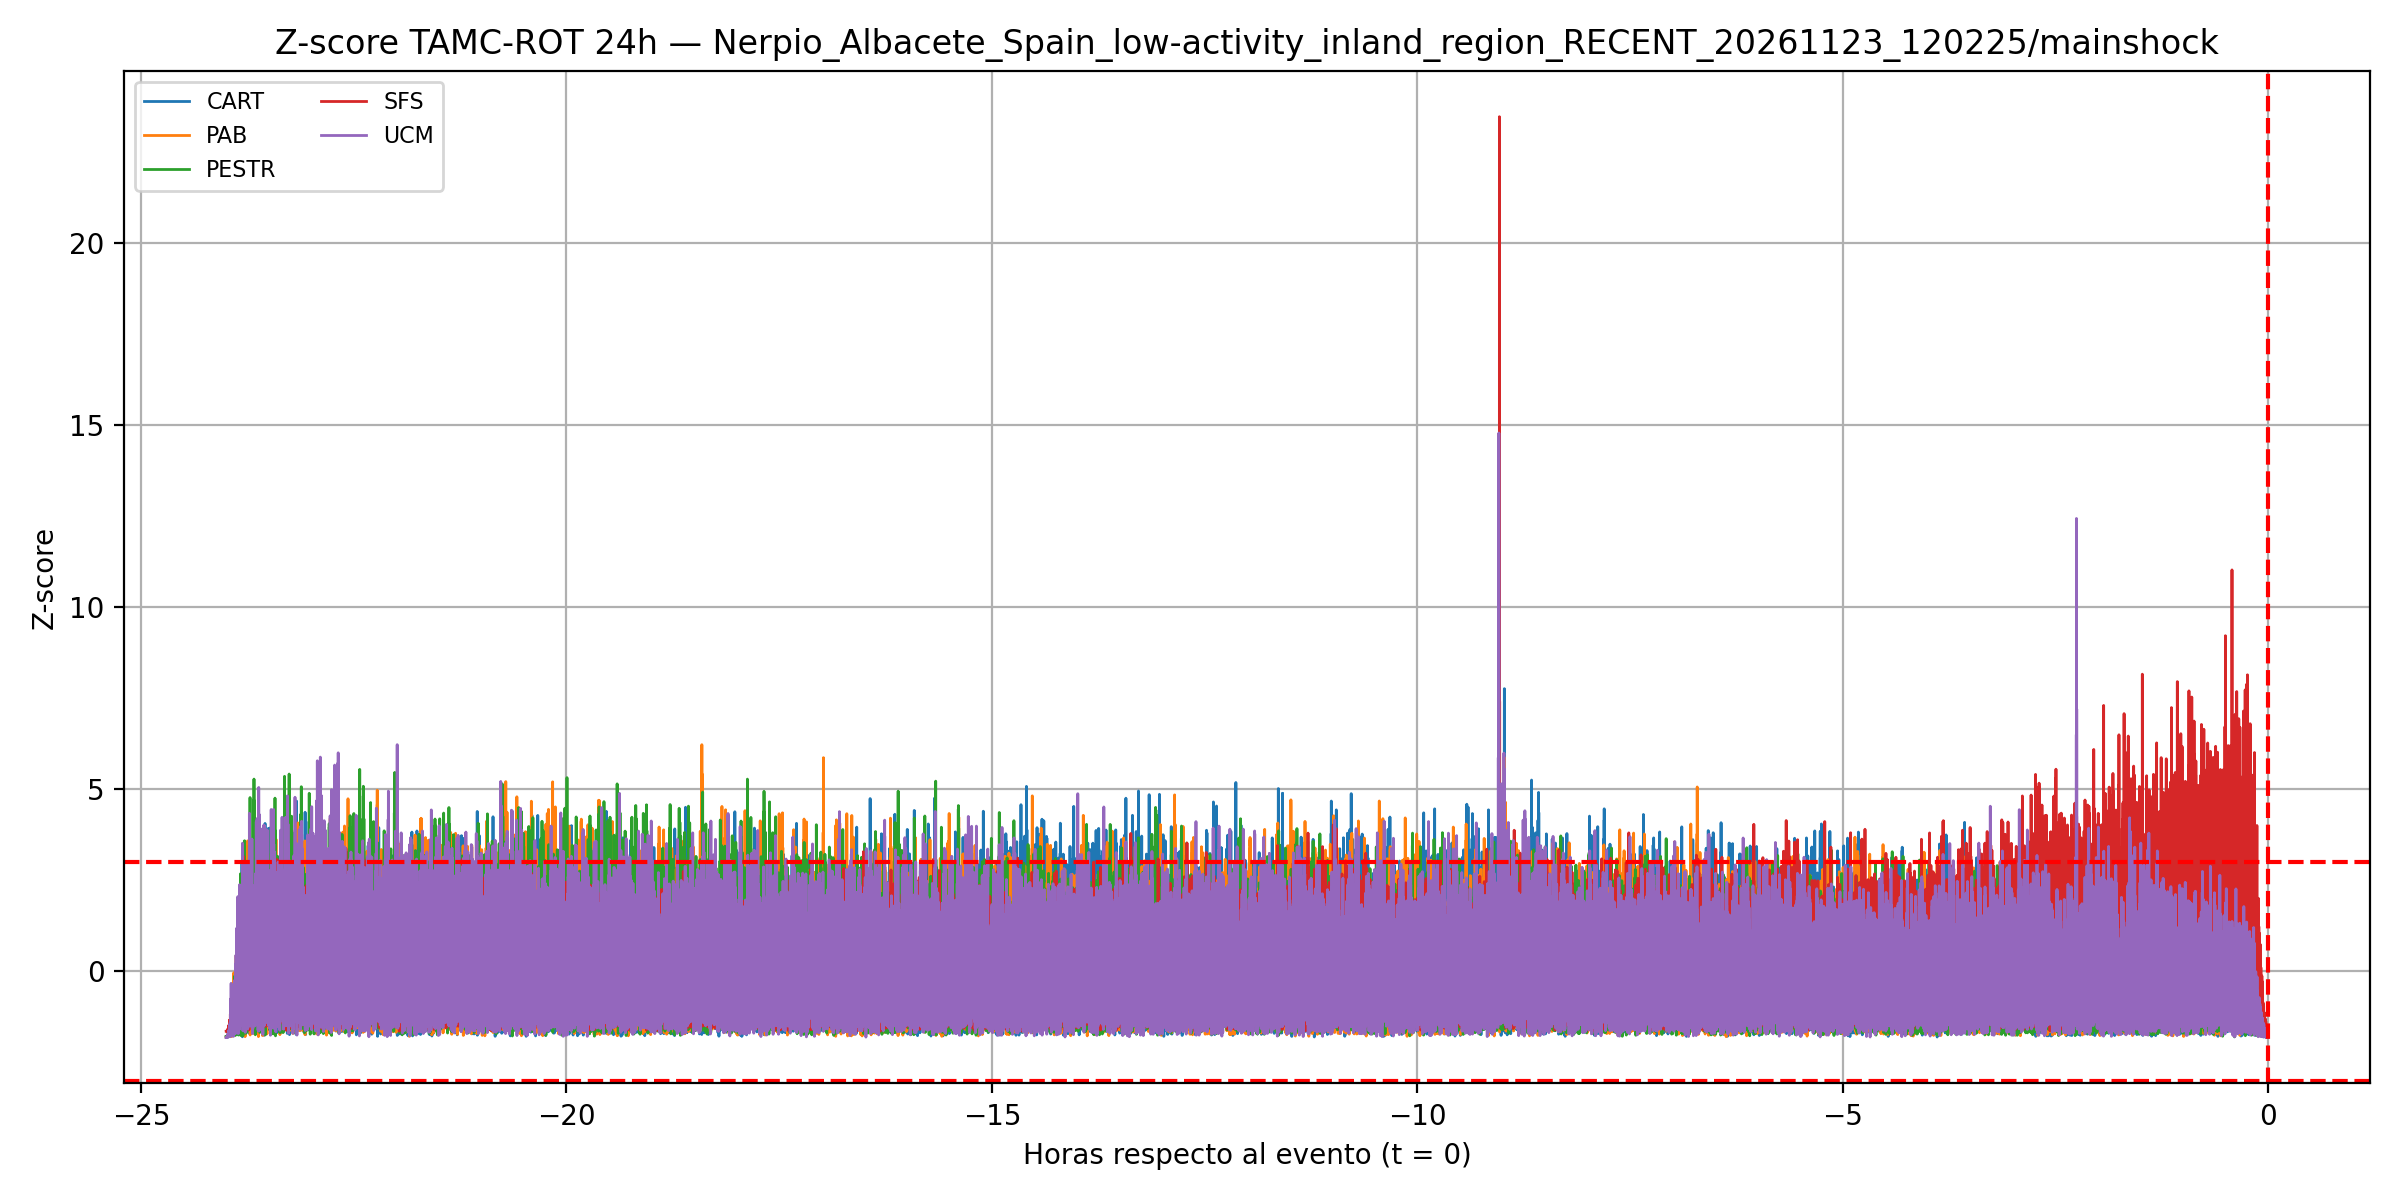 Z-score TAMC-ROT 24h — Nerpio_Albacete_Spain_low-activity_inland_region_RECENT_20261123_120225/mainshock
CART
PAB
PESTR
SFS
UCM
Z-score
20
15
10
5
0
−25
−20
−15
−10
−5
0
Horas respecto al evento (t = 0)